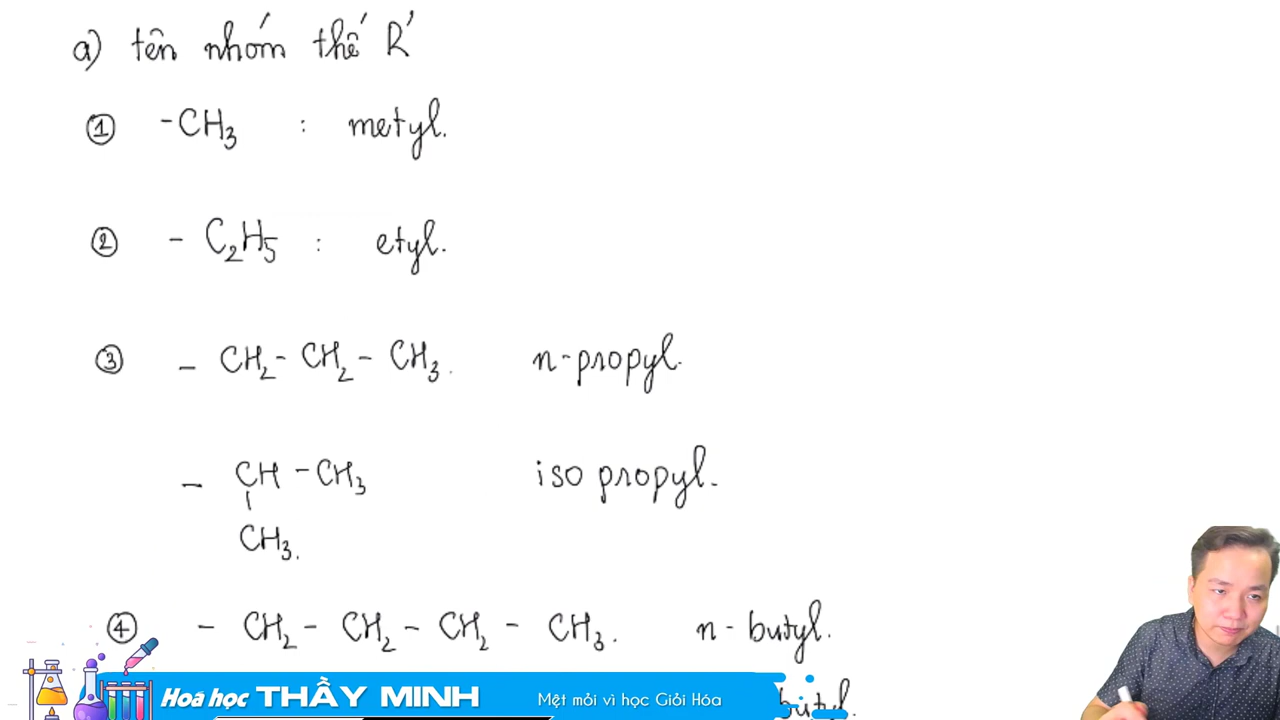 a) tên nhóm thế R'
① -CH₃ : metyl.
② - C₂H₅ : etyl.
③ - CH₂ - CH₂ - CH₃. n-propyl.
- CH - CH₃ iso propyl.
CH₃.
④ - CH₂ - CH₂ - CH₂ - CH₃. n-butyl.
butyl.
Hoá học THẦY MINH Mệt mỏi vì học Giỏi Hóa